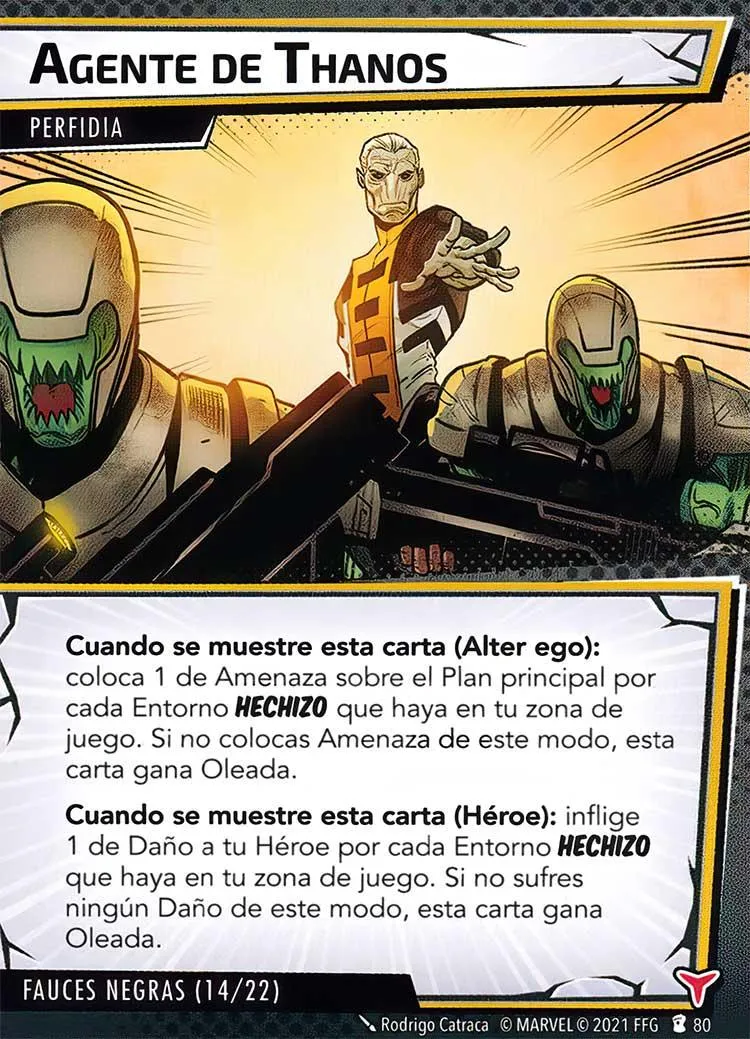 AGENTE DE THANOS
PERFIDIA
Cuando se muestre esta carta (Alter ego):
coloca 1 de Amenaza sobre el Plan principal por
cada Entorno HECHIZO que haya en tu zona de
juego. Si no colocas Amenaza de este modo, esta
carta gana Oleada.
Cuando se muestre esta carta (Héroe): inflige
1 de Daño a tu Héroe por cada Entorno HECHIZO
que haya en tu zona de juego. Si no sufres
ningún Daño de este modo, esta carta gana
Oleada.
FAUCES NEGRAS (14/22)
Rodrigo Catraca © MARVEL © 2021 FFG 80